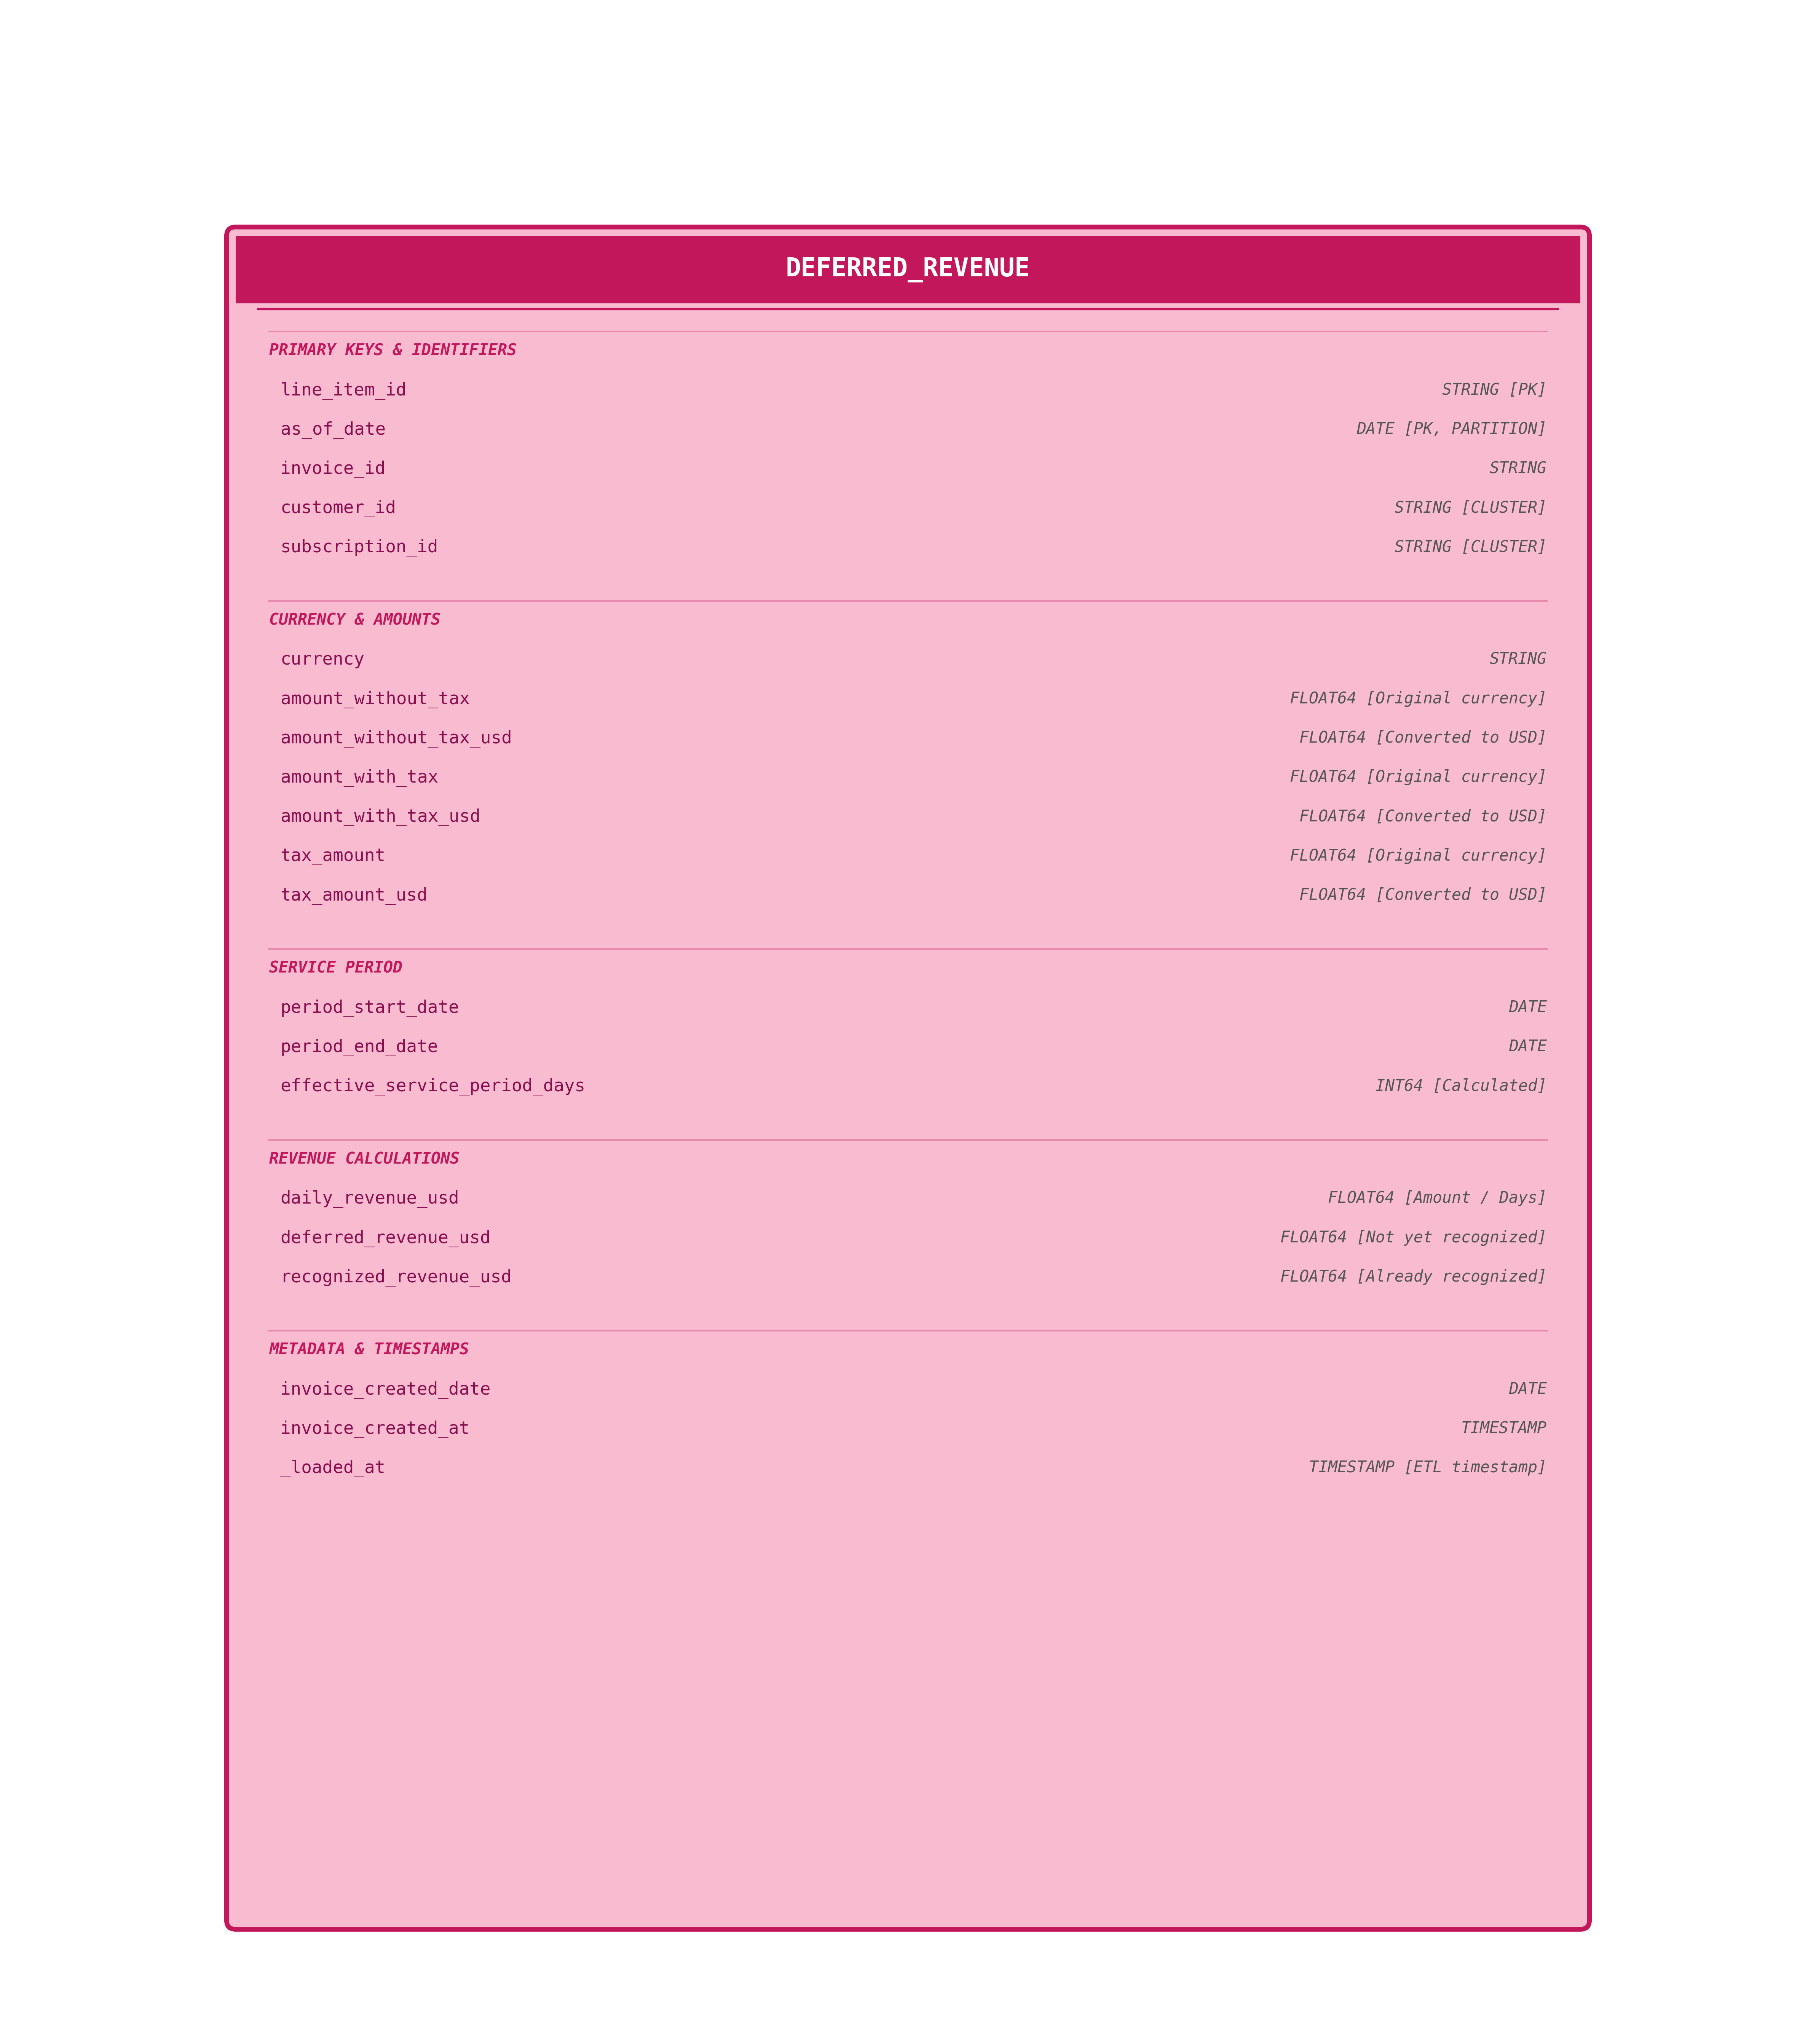 DEFERRED_REVENUE
PRIMARY KEYS & IDENTIFIERS
line_item_id STRING [PK]
as_of_date DATE [PK, PARTITION]
invoice_id STRING
customer_id STRING [CLUSTER]
subscription_id STRING [CLUSTER]
CURRENCY & AMOUNTS
currency STRING
amount_without_tax FLOAT64 [Original currency]
amount_without_tax_usd FLOAT64 [Converted to USD]
amount_with_tax FLOAT64 [Original currency]
amount_with_tax_usd FLOAT64 [Converted to USD]
tax_amount FLOAT64 [Original currency]
tax_amount_usd FLOAT64 [Converted to USD]
SERVICE PERIOD
period_start_date DATE
period_end_date DATE
effective_service_period_days INT64 [Calculated]
REVENUE CALCULATIONS
daily_revenue_usd FLOAT64 [Amount / Days]
deferred_revenue_usd FLOAT64 [Not yet recognized]
recognized_revenue_usd FLOAT64 [Already recognized]
METADATA & TIMESTAMPS
invoice_created_date DATE
invoice_created_at TIMESTAMP
_loaded_at TIMESTAMP [ETL timestamp]